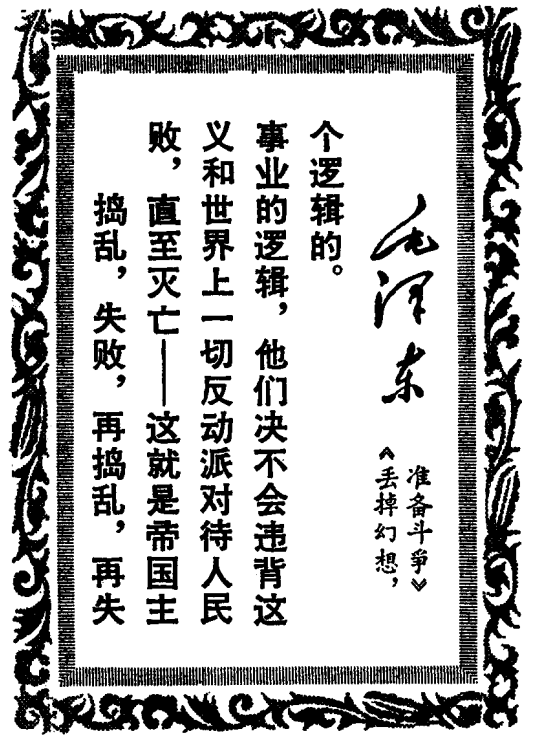 捣乱，失败，再捣乱，再失
败，直至灭亡——这就是帝国主
义和世界上一切反动派对待人民
事业的逻辑，他们决不会违背这
个逻辑的。
毛泽东
《丢掉幻想，
准备斗争》